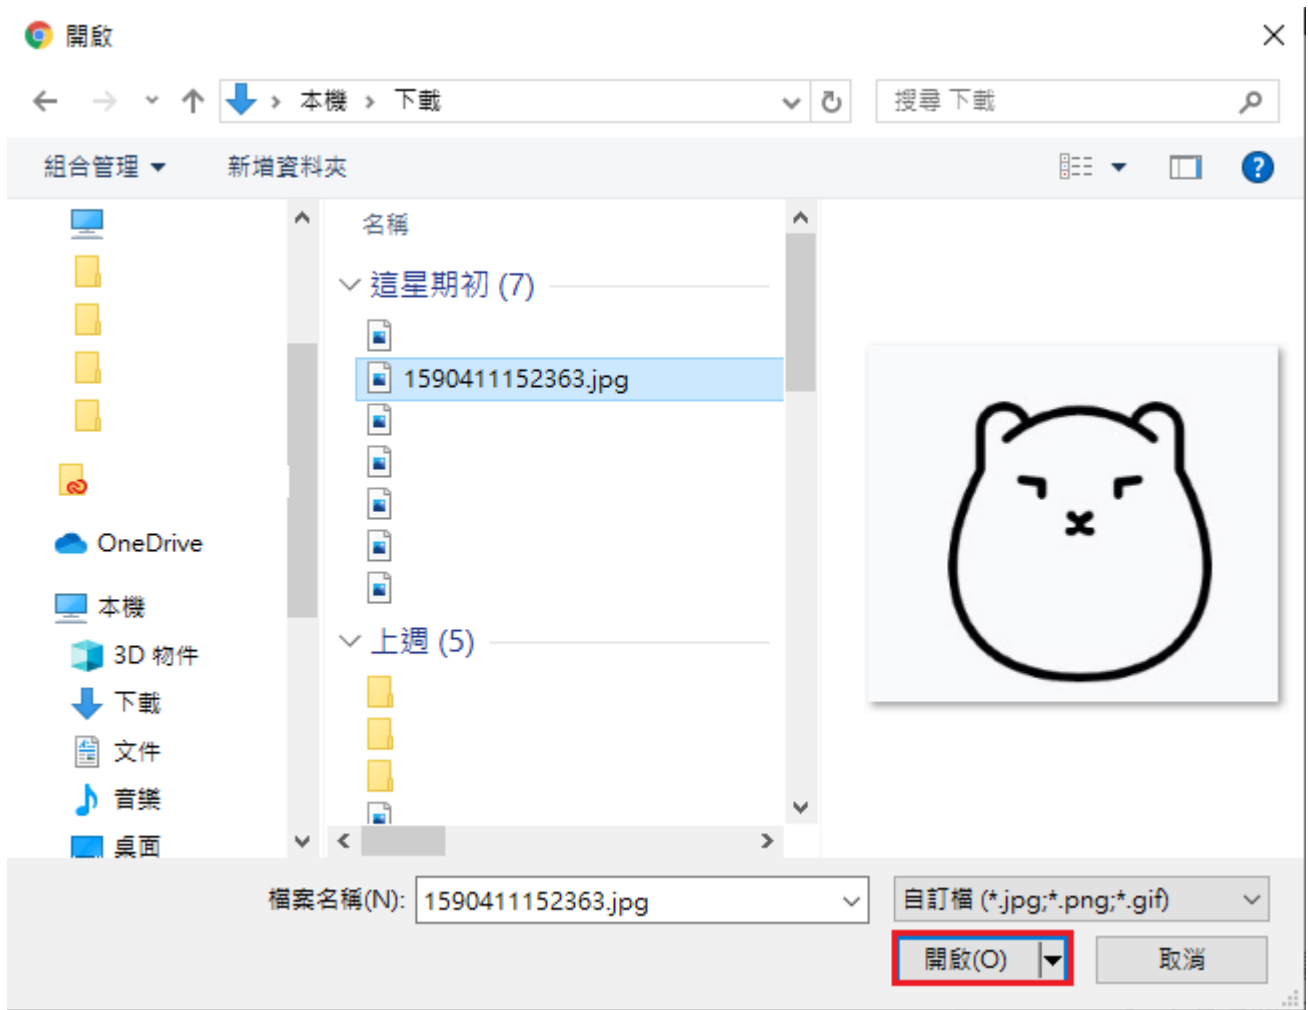 開啟
本機 › 下載
搜尋 下載
組合管理
新增資料夾
名稱
這星期初 (7)
1590411152363.jpg
OneDrive
本機
3D 物件
下載
文件
音樂
桌面
上週 (5)
檔案名稱(N):
1590411152363.jpg
自訂檔 (*.jpg;*.png;*.gif)
開啟(O)
取消